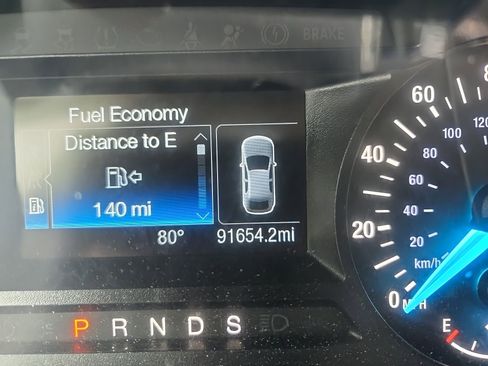 BRAKE
Fuel Economy
Distance to E
140 mi
80°
91654.2mi
P R N D S
80
60
40
20
0
MPH
120
100
80
60
40
20
km/h
E